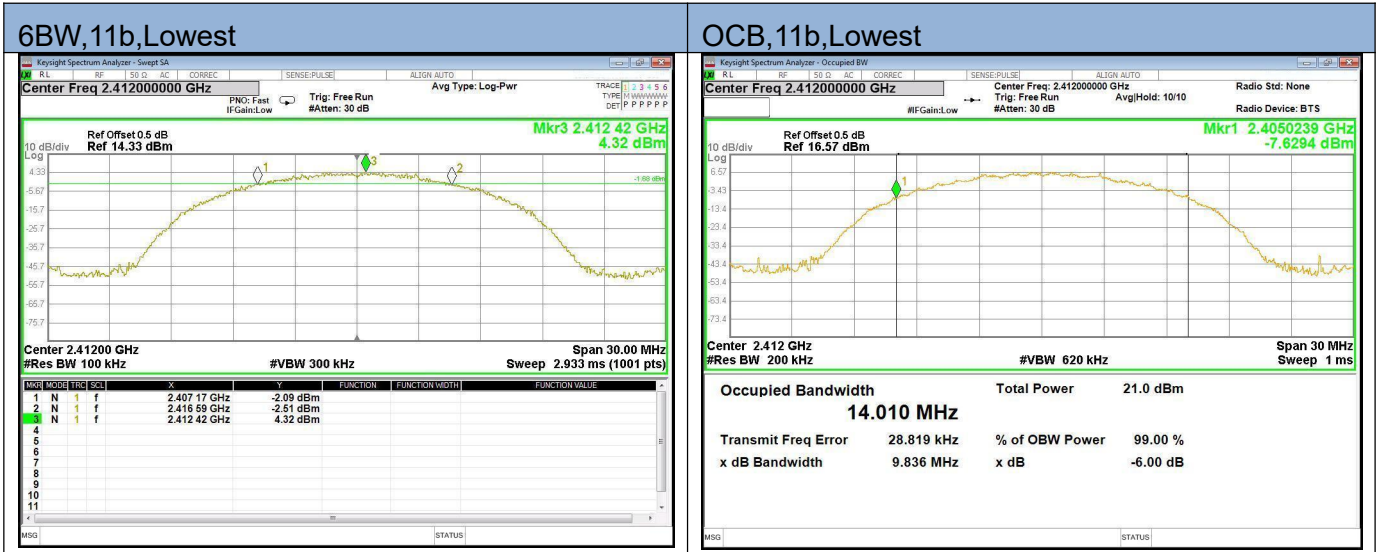 6BW,11b,Lowest
Keysight Spectrum Analyzer - Swept SA
LXI RL RF 50 Ω AC CORREC SENSE:PULSE ALIGN AUTO
Center Freq 2.412000000 GHz
PNO: Fast
IFGain:Low
Trig: Free Run
#Atten: 30 dB
Avg Type: Log-Pwr
TRACE 1 2 3 4 5 6
TYPE M WWWWW
DET P P P P P P
Mkr3 2.412 42 GHz
4.32 dBm
Ref Offset 0.5 dB
10 dB/div Ref 14.33 dBm
Log
1
3
2
4.33
-1.68 dBm
-5.67
-15.7
-25.7
-35.7
-45.7
-55.7
-65.7
-75.7
Center 2.41200 GHz Span 30.00 MHz
#Res BW 100 kHz #VBW 300 kHz Sweep 2.933 ms (1001 pts)
MKR MODE TRC SCL X Y FUNCTION FUNCTION WIDTH FUNCTION VALUE
1 N 1 f 2.407 17 GHz -2.09 dBm
2 N 1 f 2.416 59 GHz -2.51 dBm
3 N 1 f 2.412 42 GHz 4.32 dBm
4
5
6
7
8
9
10
11
MSG STATUS
OCB,11b,Lowest
Keysight Spectrum Analyzer - Occupied BW
LXI RL RF 50 Ω AC CORREC SENSE:PULSE ALIGN AUTO
Center Freq 2.412000000 GHz
#IFGain:Low
Center Freq: 2.412000000 GHz
Trig: Free Run Avg|Hold: 10/10
#Atten: 30 dB
Radio Std: None
Radio Device: BTS
Mkr1 2.4050239 GHz
-7.6294 dBm
Ref Offset 0.5 dB
10 dB/div Ref 16.57 dBm
Log
6.57
1
-3.43
-13.4
-23.4
-33.4
-43.4
-53.4
-63.4
-73.4
Center 2.412 GHz Span 30 MHz
#Res BW 200 kHz #VBW 620 kHz Sweep 1 ms
Occupied Bandwidth Total Power 21.0 dBm
14.010 MHz
Transmit Freq Error 28.819 kHz % of OBW Power 99.00 %
x dB Bandwidth 9.836 MHz x dB -6.00 dB
MSG STATUS